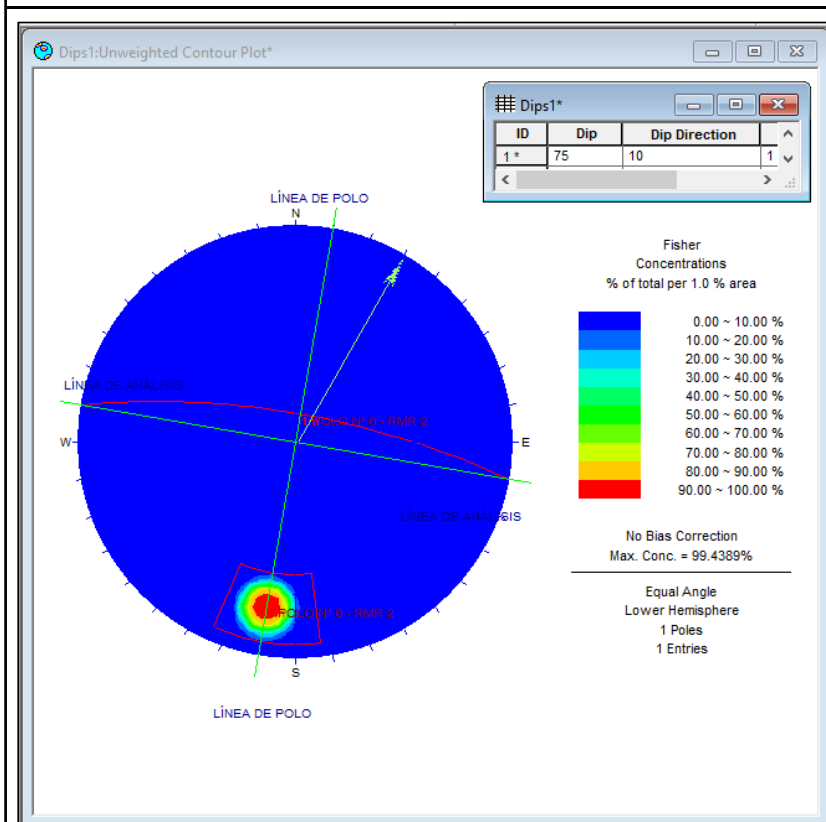 Dips1:Unweighted Contour Plot*
Dips1*
ID Dip Dip Direction
1 * 75 10 1
LÍNEA DE POLO
N
LÍNEA DE ANÁLISIS
POLO N° 6 - RMR 2
W
E
LÍNEA DE ANÁLISIS
POLO N° 6 - RMR 2
S
LÍNEA DE POLO
Fisher
Concentrations
% of total per 1.0 % area
0.00 ~ 10.00 %
10.00 ~ 20.00 %
20.00 ~ 30.00 %
30.00 ~ 40.00 %
40.00 ~ 50.00 %
50.00 ~ 60.00 %
60.00 ~ 70.00 %
70.00 ~ 80.00 %
80.00 ~ 90.00 %
90.00 ~ 100.00 %
No Bias Correction
Max. Conc. = 99.4389%
Equal Angle
Lower Hemisphere
1 Poles
1 Entries